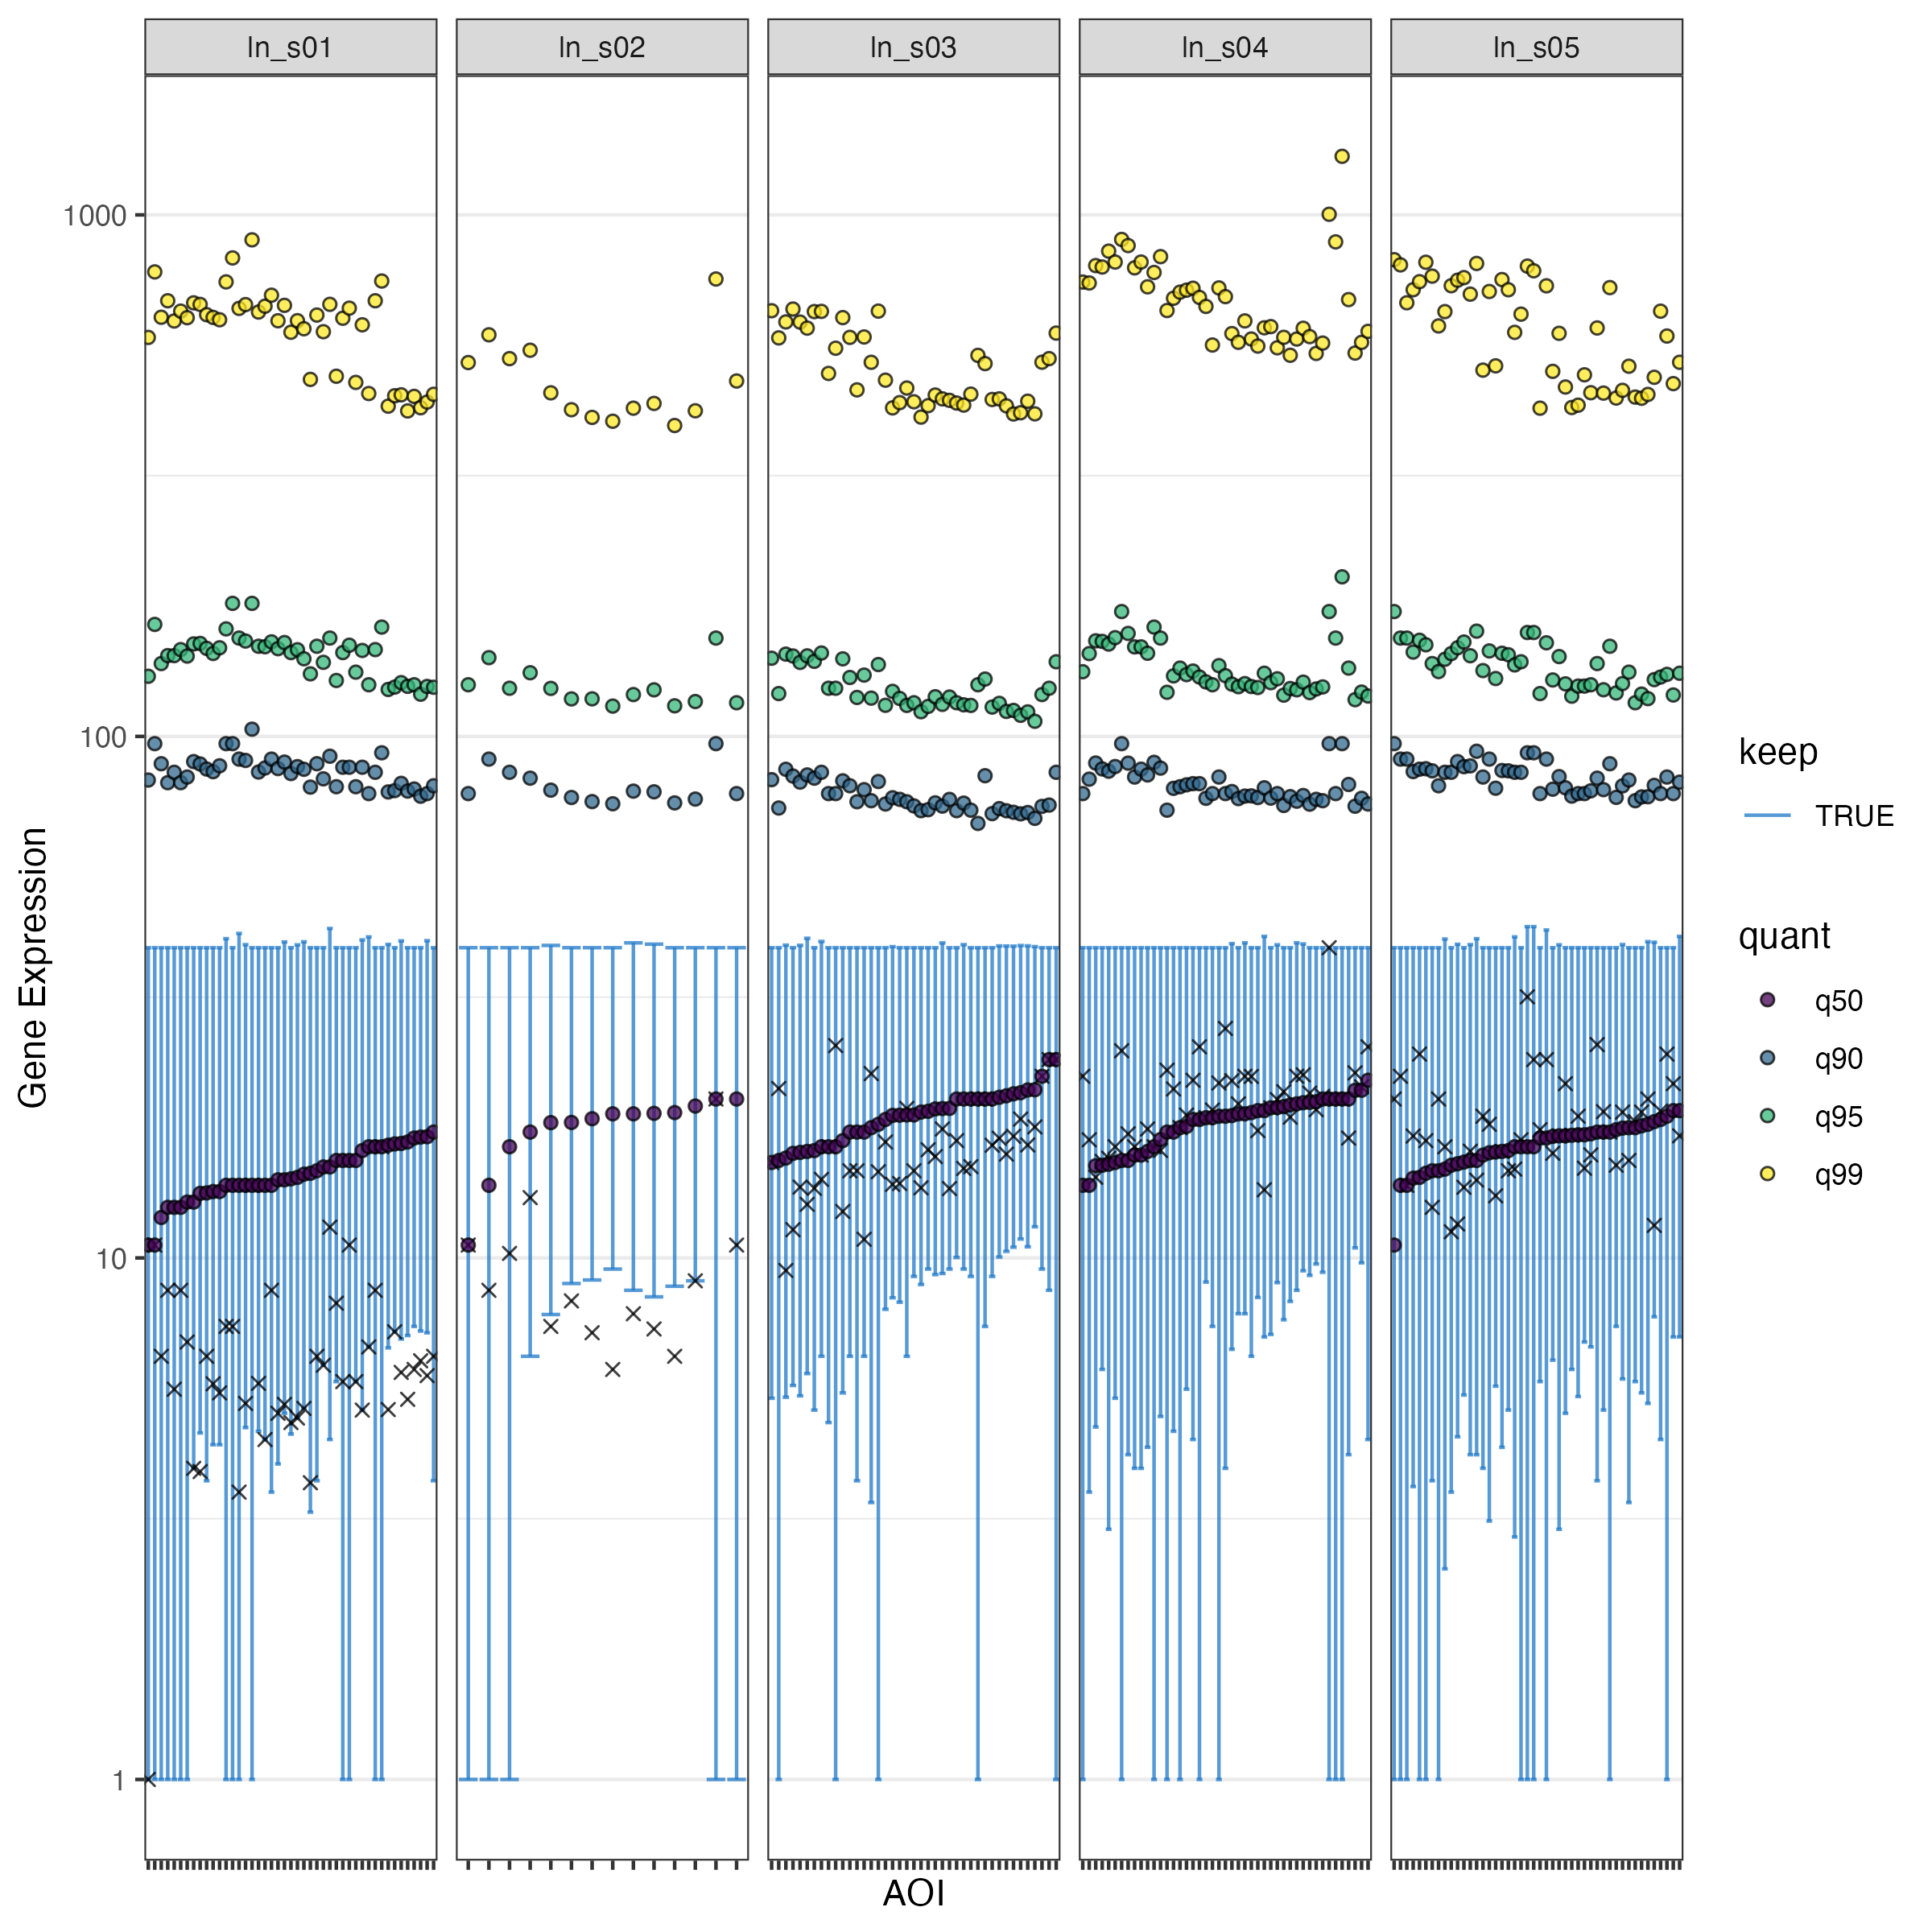 ln_s01
ln_s02
ln_s03
ln_s04
ln_s05
1000
100
10
1
Gene Expression
AOI
keep
TRUE
quant
q50
q90
q95
q99